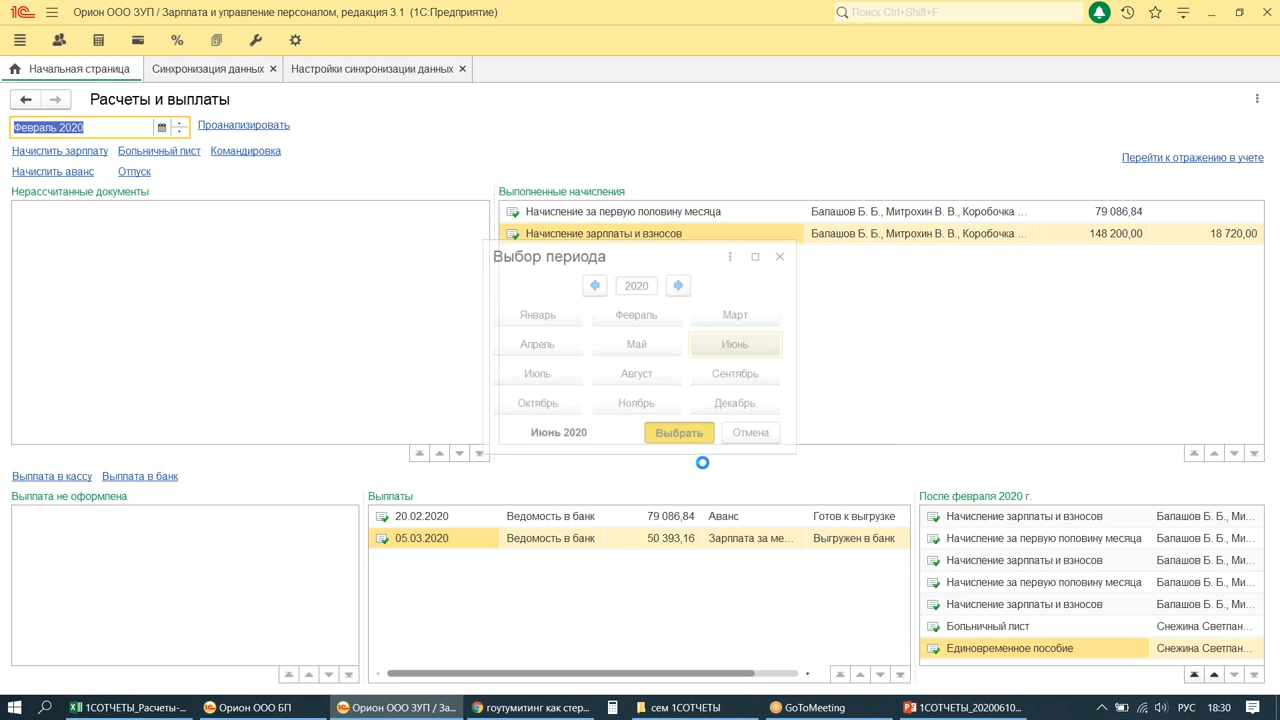 Орион ООО ЗУП / Зарплата и управление персоналом, редакция 3.1 (1С:Предприятие)
Поиск Ctrl+Shift+F
Начальная страница
Синхронизация данных
Настройки синхронизации данных
Расчеты и выплаты
Февраль 2020
Проанализировать
Начислить зарплату Больничный лист Командировка
Перейти к отражению в учете
Начислить аванс Отпуск
Нерассчитанные документы
Выполненные начисления
Начисление за первую половину месяца Балашов Б. Б., Митрохин В. В., Коробочка ... 79 086,84
Начисление зарплаты и взносов Балашов Б. Б., Митрохин В. В., Коробочка ... 148 200,00 18 720,00
Выбор периода
2020
Январь Февраль Март
Апрель Май Июнь
Июль Август Сентябрь
Октябрь Ноябрь Декабрь
Июнь 2020 Выбрать Отмена
Выплата в кассу Выплата в банк
Выплата не оформлена
Выплаты
20.02.2020 Ведомость в банк 79 086,84 Аванс Готов к выгрузке
05.03.2020 Ведомость в банк 50 393,16 Зарплата за ме... Выгружен в банк
После февраля 2020 г.
Начисление зарплаты и взносов Балашов Б. Б., Ми...
Начисление за первую половину месяца Балашов Б. Б., Ми...
Начисление зарплаты и взносов Балашов Б. Б., Ми...
Начисление за первую половину месяца Балашов Б. Б., Ми...
Начисление зарплаты и взносов Балашов Б. Б., Ми...
Больничный лист Снежина Светлан...
Единовременное пособие Снежина Светлан...
1СОТЧЕТЫ_Расчеты-...
Орион ООО БП
Орион ООО ЗУП / За...
гоутумитинг как стер...
сем 1СОТЧЕТЫ
GoToMeeting
1СОТЧЕТЫ_20200610...
РУС
18:30